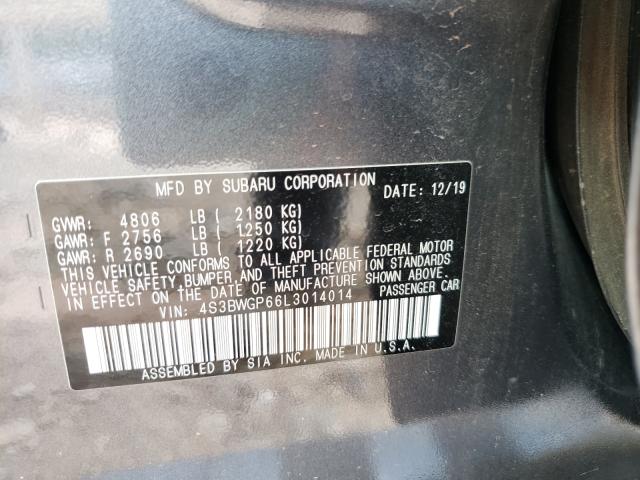 MFD BY SUBARU CORPORATION DATE: 12/19
GVWR: 4806 LB ( 2180 KG)
GAWR: F 2756 LB ( 1250 KG)
GAWR: R 2690 LB ( 1220 KG)
THIS VEHICLE CONFORMS TO ALL APPLICABLE FEDERAL MOTOR
VEHICLE SAFETY, BUMPER, AND THEFT PREVENTION STANDARDS
IN EFFECT ON THE DATE OF MANUFACTURE SHOWN ABOVE.
VIN: 4S3BWGP66L3014014 PASSENGER CAR
ASSEMBLED BY SIA INC. MADE IN U.S.A.